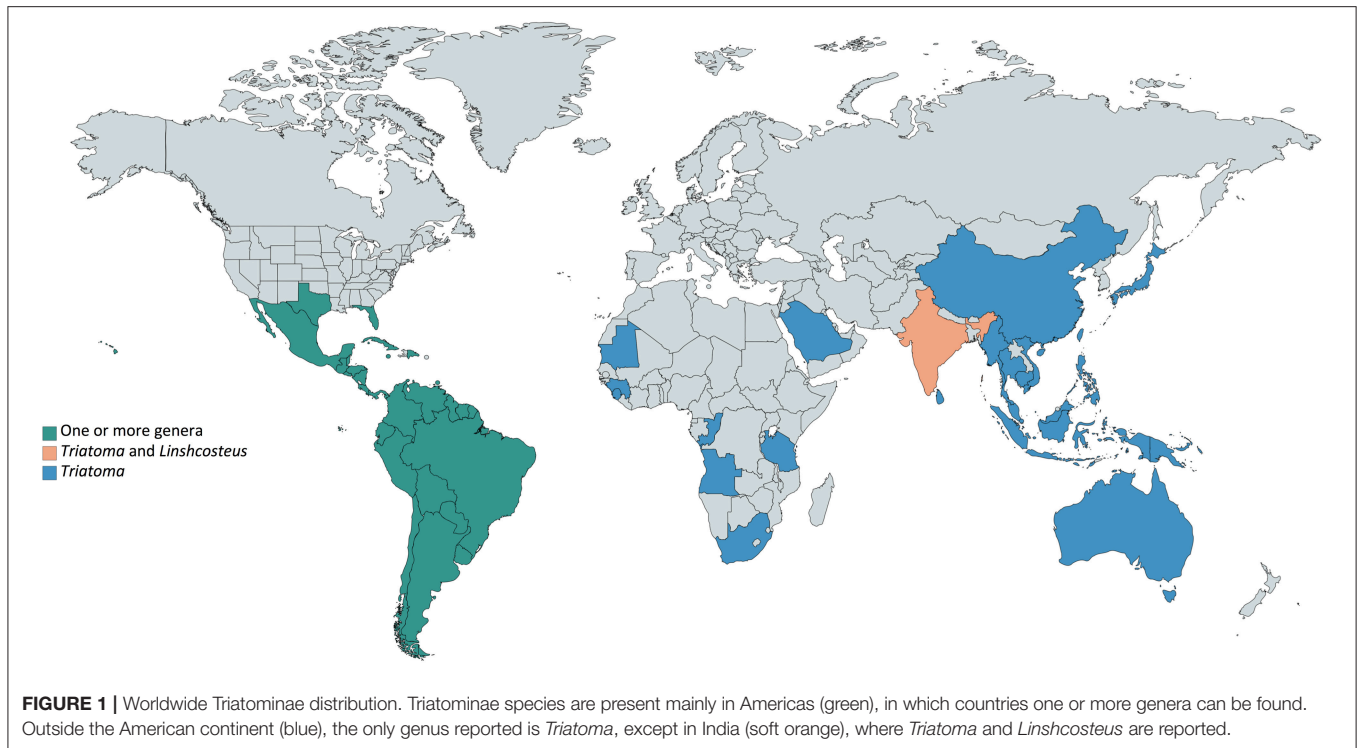 One or more genera
Triatoma and Linshcosteus
Triatoma
FIGURE 1 | Worldwide Triatominae distribution. Triatominae species are present mainly in Americas (green), in which countries one or more genera can be found.
Outside the American continent (blue), the only genus reported is Triatoma, except in India (soft orange), where Triatoma and Linshcosteus are reported.